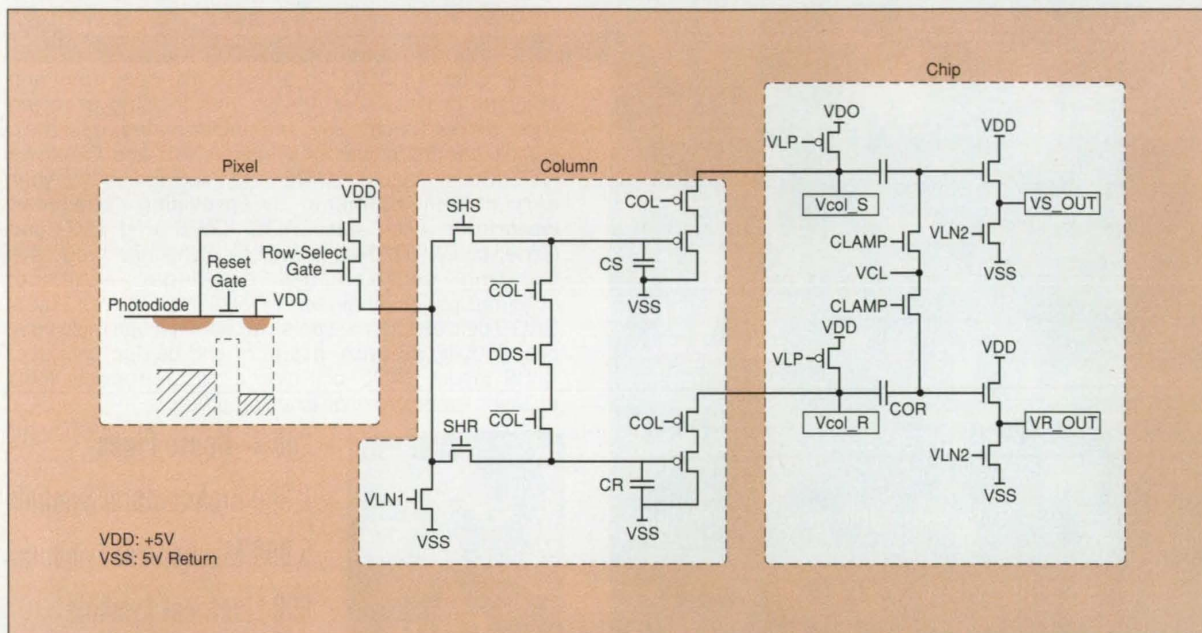 Pixel
VDD
Row-Select
Gate
Reset
Gate
Photodiode
VDD
VDD: +5V
VSS: 5V Return
Column
SHS
COL
CS
VSS
COL
DDS
COL
COL
SHR
CR
VLN1
VSS
VSS
Chip
VDO
VLP
VDD
Vcol_S
VS_OUT
CLAMP
VLN2
VCL
VSS
CLAMP
VDD
VLP
VDD
COR
Vcol_R
VR_OUT
VLN2
VSS